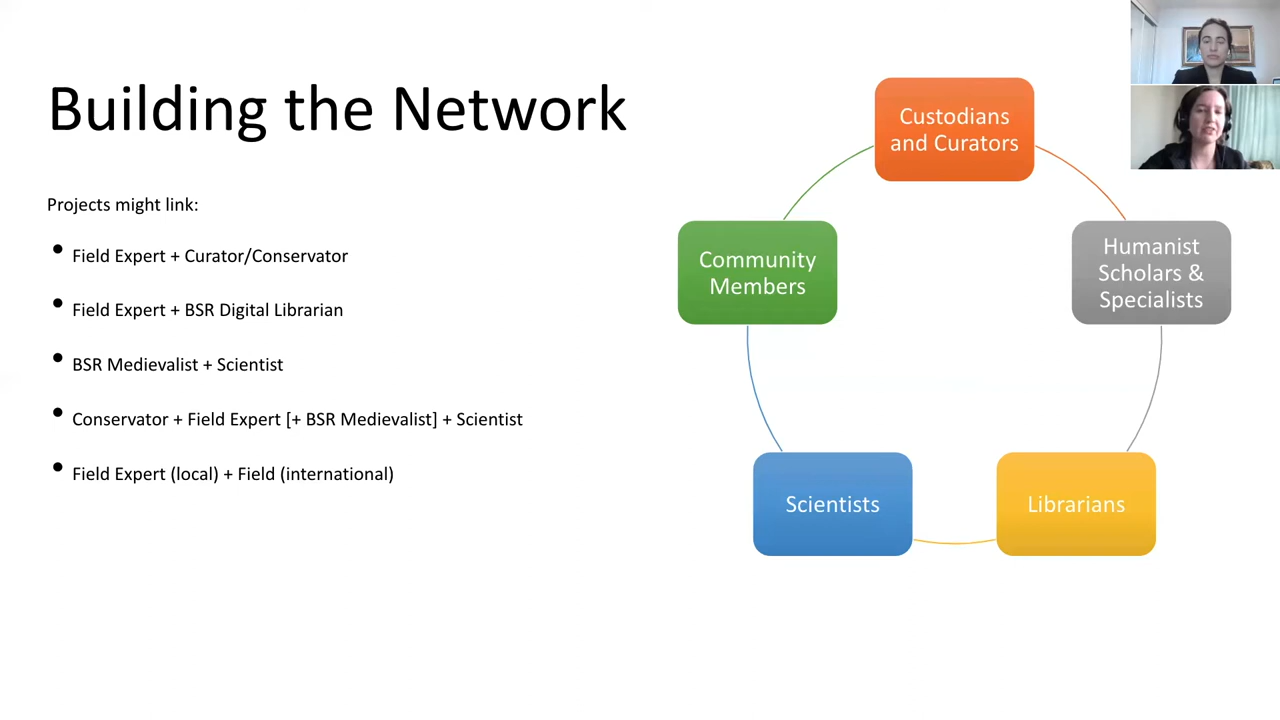 Building the Network
Projects might link:
• Field Expert + Curator/Conservator
• Field Expert + BSR Digital Librarian
• BSR Medievalist + Scientist
• Conservator + Field Expert [+ BSR Medievalist] + Scientist
• Field Expert (local) + Field (international)
Custodians
and Curators
Humanist
Scholars &
Specialists
Librarians
Scientists
Community
Members